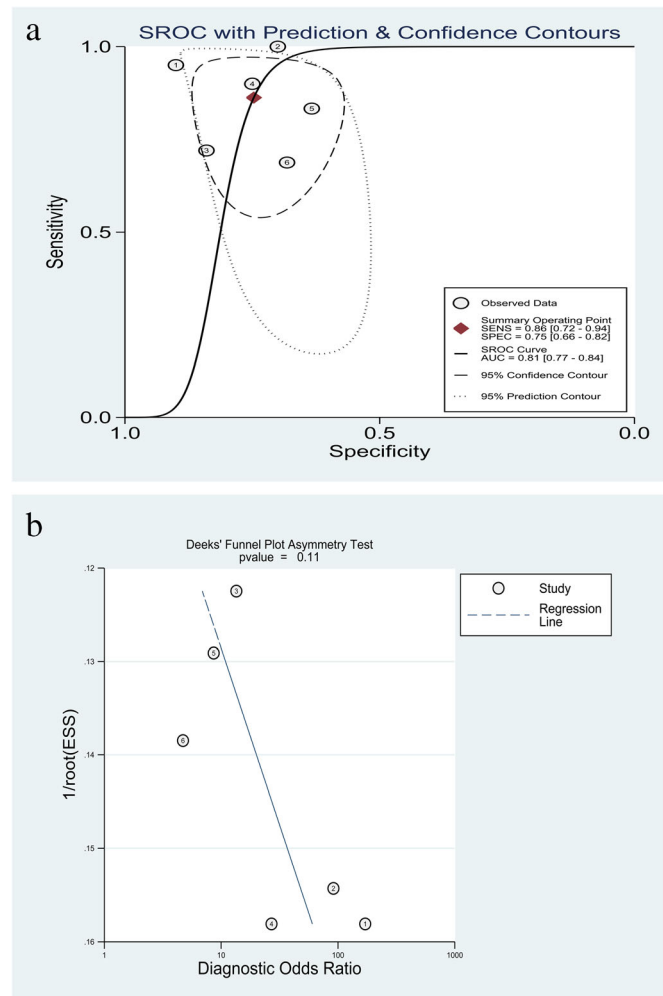 a
SROC with Prediction & Confidence Contours
1.0
0.5
0.0
Sensitivity
1
2
3
4
5
6
Observed Data
Summary Operating Point
SENS = 0.86 [0.72 - 0.94]
SPEC = 0.75 [0.66 - 0.82]
SROC Curve
AUC = 0.81 [0.77 - 0.84]
95% Confidence Contour
95% Prediction Contour
1.0
0.5
0.0
Specificity
b
Deeks' Funnel Plot Asymmetry Test
pvalue = 0.11
.12
.13
.14
.15
.16
1/root(ESS)
3
5
6
2
4
1
Study
Regression
Line
1
10
100
1000
Diagnostic Odds Ratio